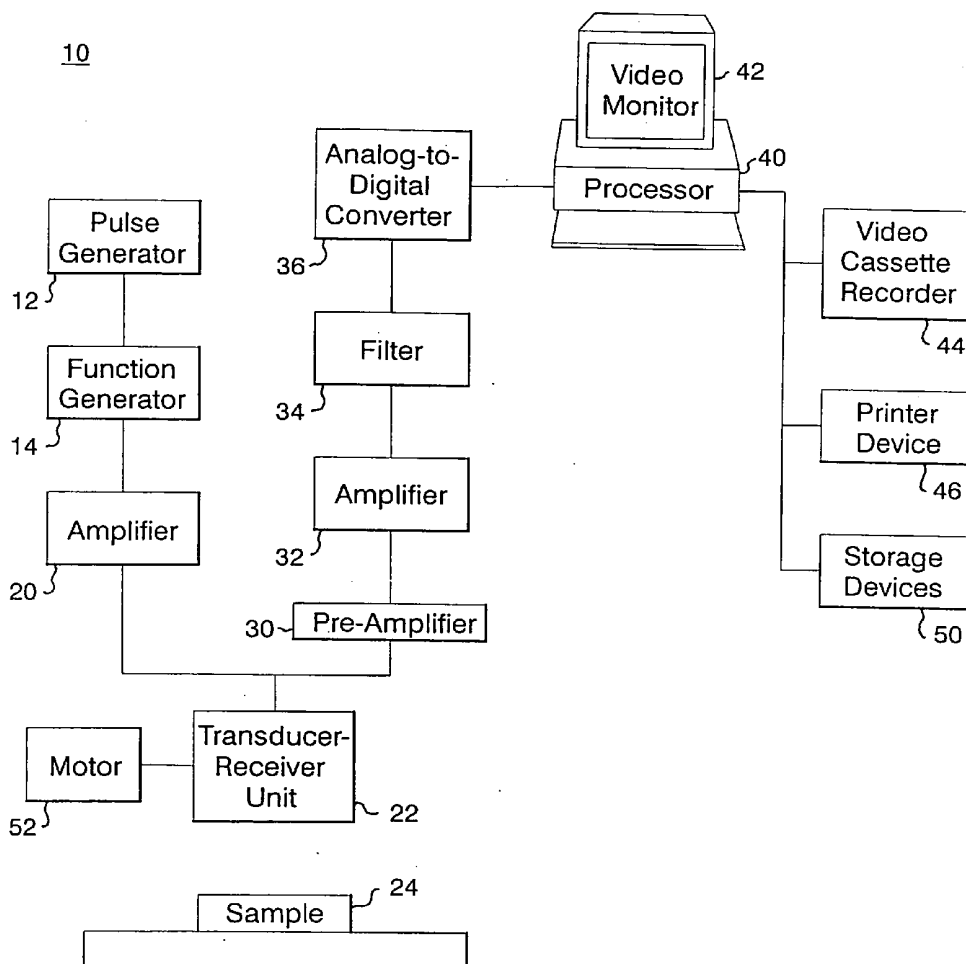 10
Video
Monitor
42
Analog-to-
Digital
Converter
36
Processor
40
Pulse
Generator
12
Video
Cassette
Recorder
44
Function
Generator
14
Filter
34
Printer
Device
46
Amplifier
20
Amplifier
32
Storage
Devices
50
30
Pre-Amplifier
Motor
52
Transducer-
Receiver
Unit
22
24
Sample